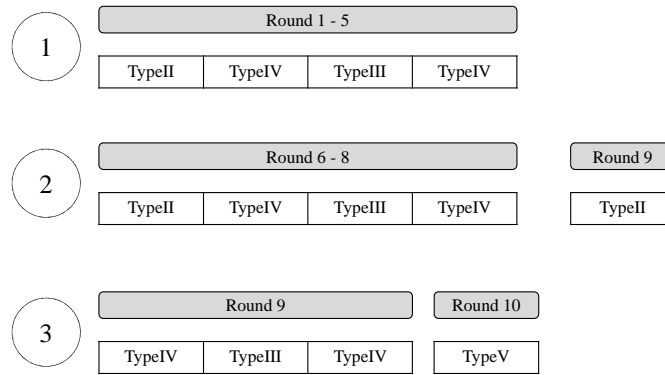 1
Round 1 - 5
TypeII TypeIV TypeIII TypeIV
2
Round 6 - 8 Round 9
TypeII TypeIV TypeIII TypeIV TypeII
3
Round 9 Round 10
TypeIV TypeIII TypeIV TypeV